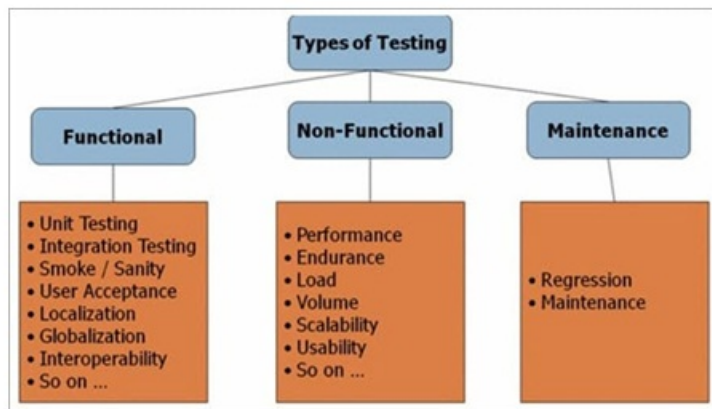 Types of Testing
Functional
Non-Functional
Maintenance
• Unit Testing
• Integration Testing
• Smoke / Sanity
• User Acceptance
• Localization
• Globalization
• Interoperability
• So on ...
• Performance
• Endurance
• Load
• Volume
• Scalability
• Usability
• So on ...
• Regression
• Maintenance